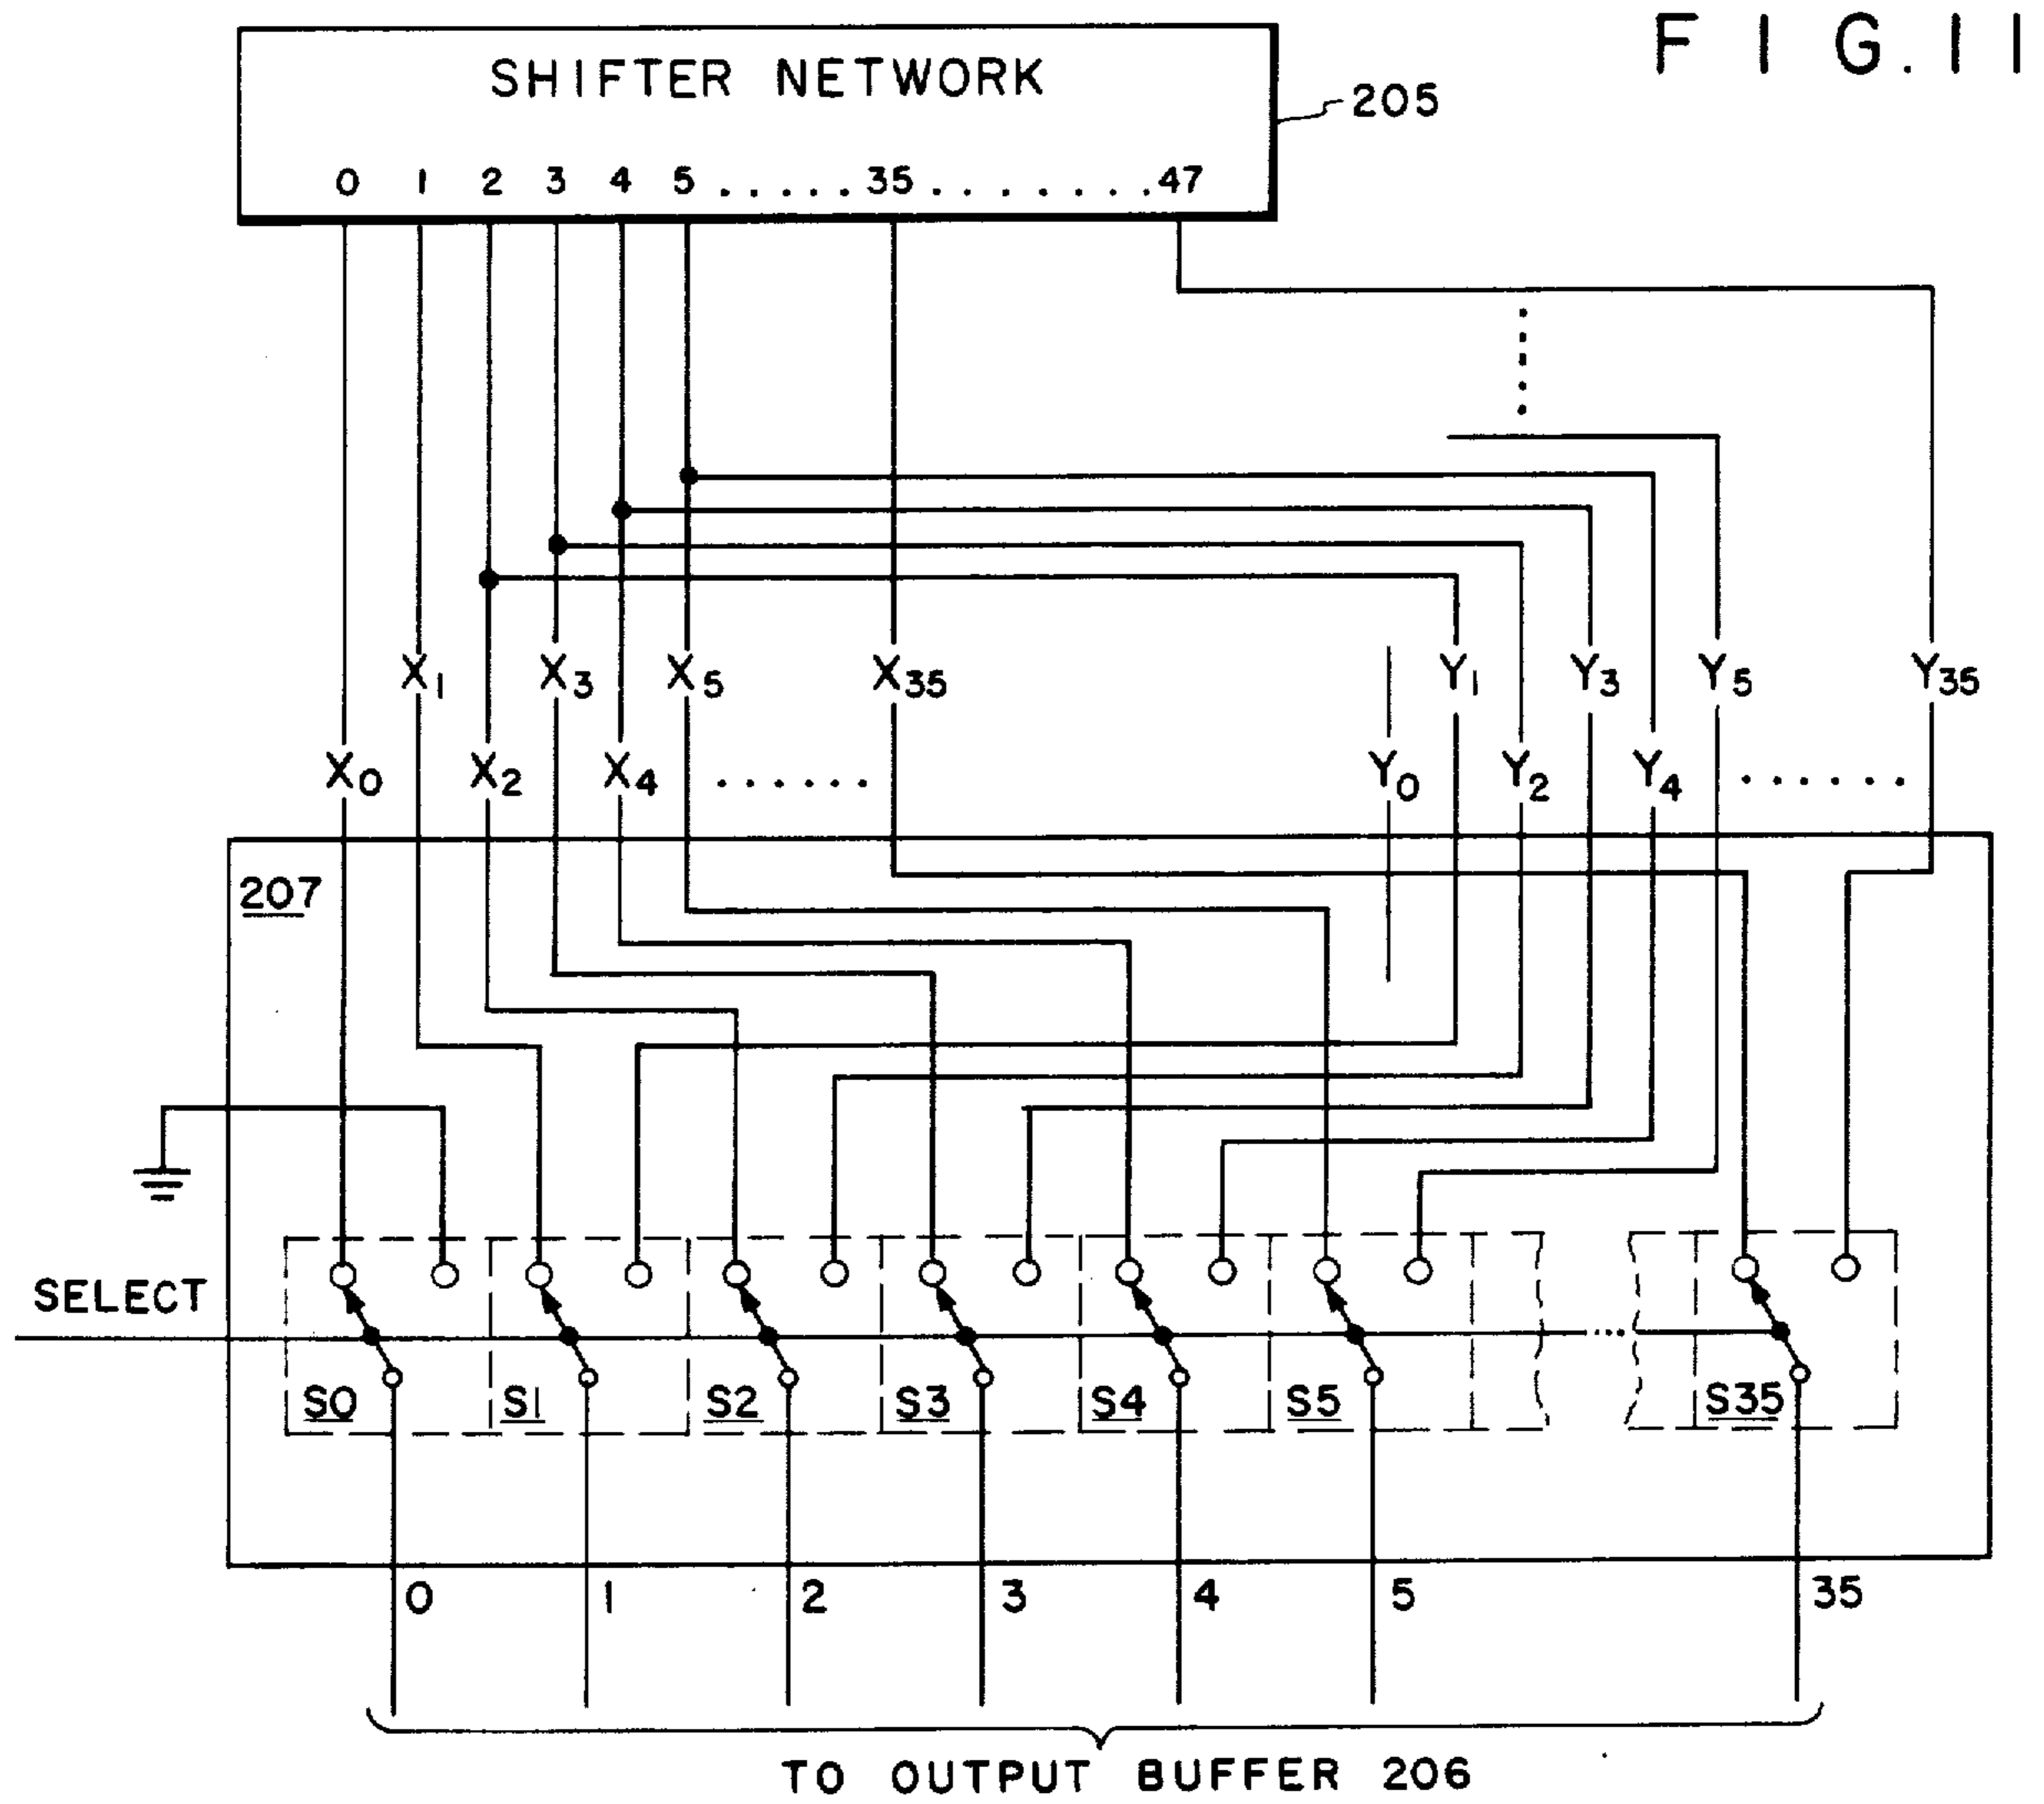 FIG. 11
SHIFTER NETWORK
205
0 1 2 3 4 5 ..... 35 ........ 47
X1 X3 X5 X35 Y1 Y3 Y5 Y35
X0 X2 X4 ...... Y0 Y2 Y4 ......
207
SELECT
S0 S1 S2 S3 S4 S5 ... S35
0 1 2 3 4 5 35
TO OUTPUT BUFFER 206